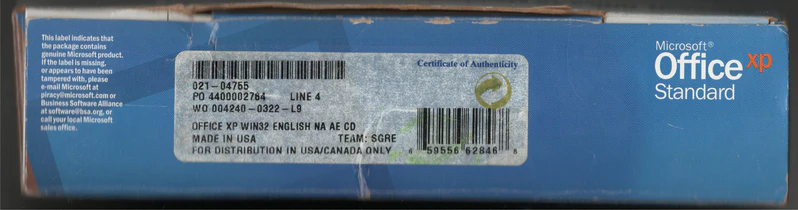 This label indicates that
the package contains
genuine Microsoft product.
If the label is missing,
or appears to have been
tampered with, please
e-mail Microsoft at
piracy@microsoft.com or
Business Software Alliance
at software@bsa.org, or
call your local Microsoft
sales office.
Certificate of Authenticity
021-04755
PO 4400002764 LINE 4
WO 004240-0322-L9
OFFICE XP WIN32 ENGLISH NA AE CD
MADE IN USA TEAM: SGRE
FOR DISTRIBUTION IN USA/CANADA ONLY
6 59556 62846 6
Microsoft®
Office xp
Standard